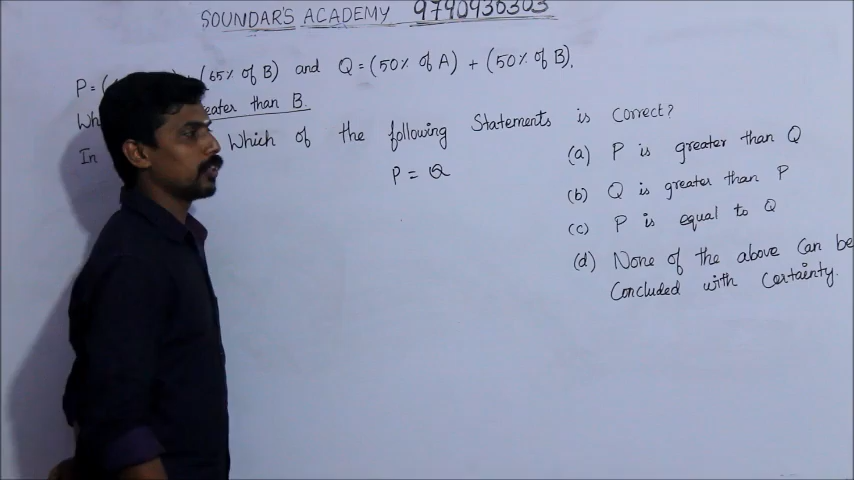 SOUNDAR'S ACADEMY 9740930303
P = ( (65% of B) and Q = (50% of A) + (50% of B).
Wh eater than B.
In Which of the following Statements is Correct?
P = Q
(a) P is greater than Q
(b) Q is greater than P
(c) P is equal to Q
(d) None of the above can be
Concluded with Certainty.